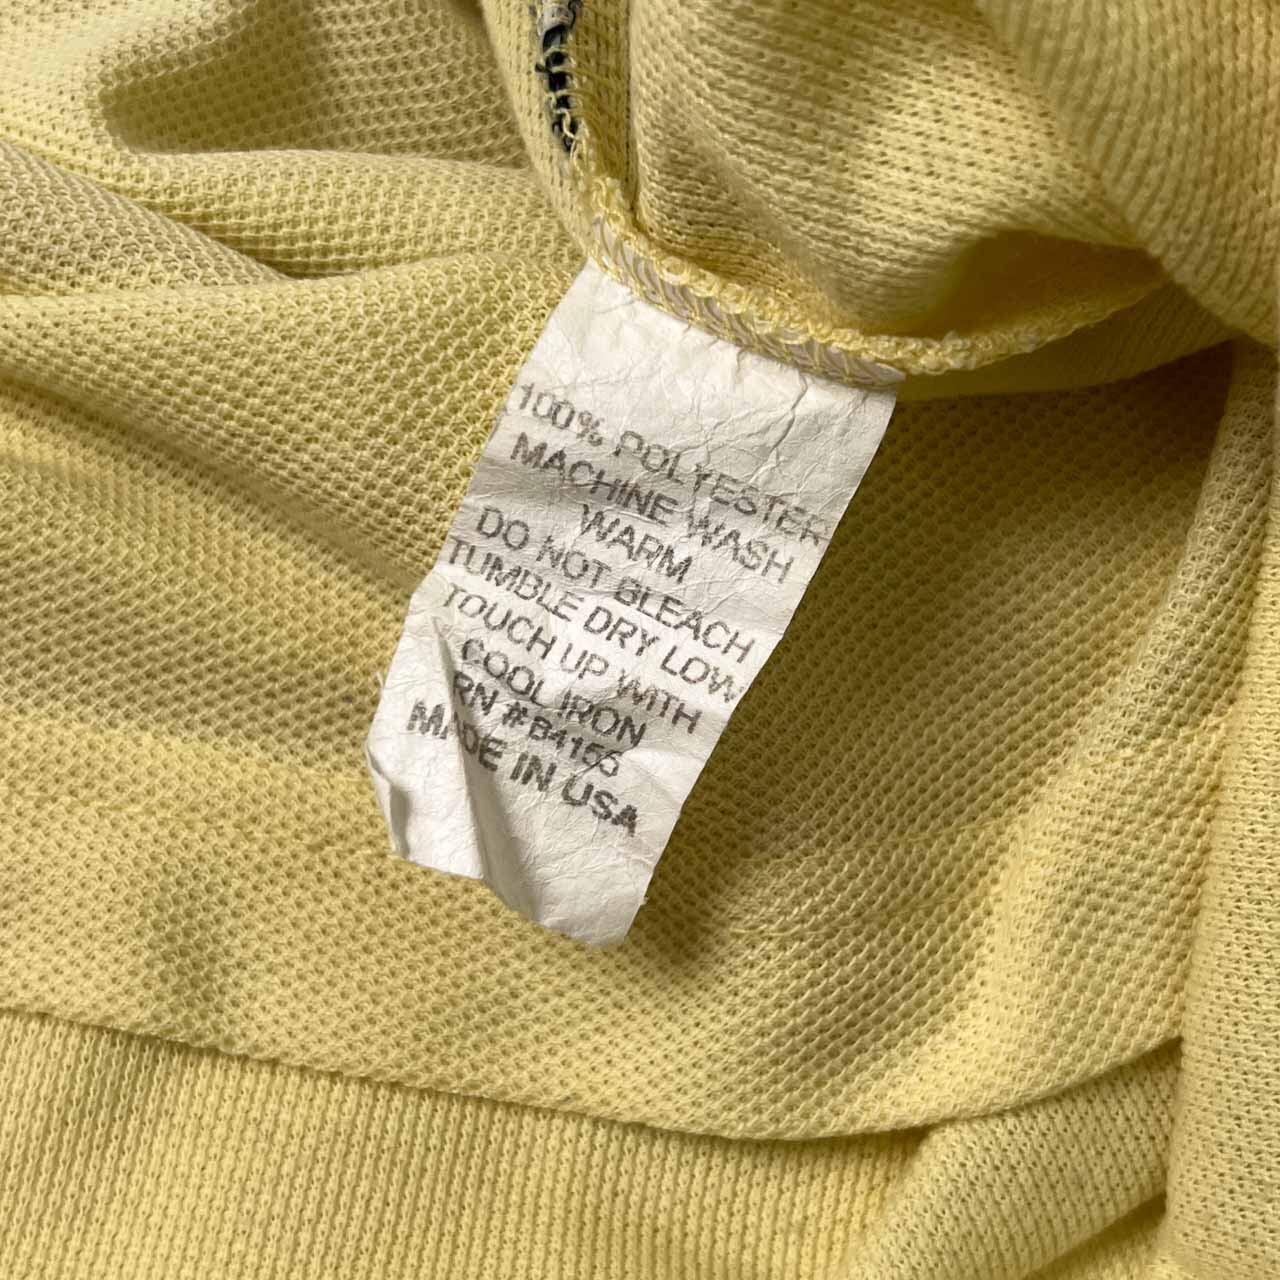 100% POLYESTER
MACHINE WASH
WARM
DO NOT BLEACH
TUMBLE DRY LOW
TOUCH UP WITH
COOL IRON
RN #84155
MADE IN USA